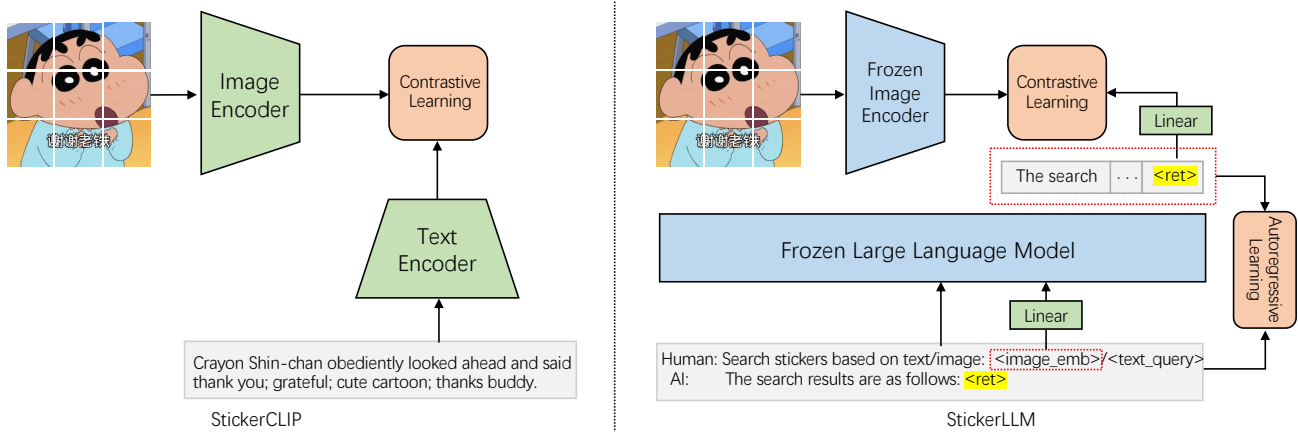 谢谢老铁
Image
Encoder
Contrastive
Learning
Text
Encoder
Crayon Shin-chan obediently looked ahead and said
thank you; grateful; cute cartoon; thanks buddy.
StickerCLIP
谢谢老铁
Frozen
Image
Encoder
Contrastive
Learning
Linear
The search ... <ret>
Frozen Large Language Model
Autoregressive
Learning
Linear
Human: Search stickers based on text/image: <image_emb>/<text_query>
AI: The search results are as follows: <ret>
StickerLLM